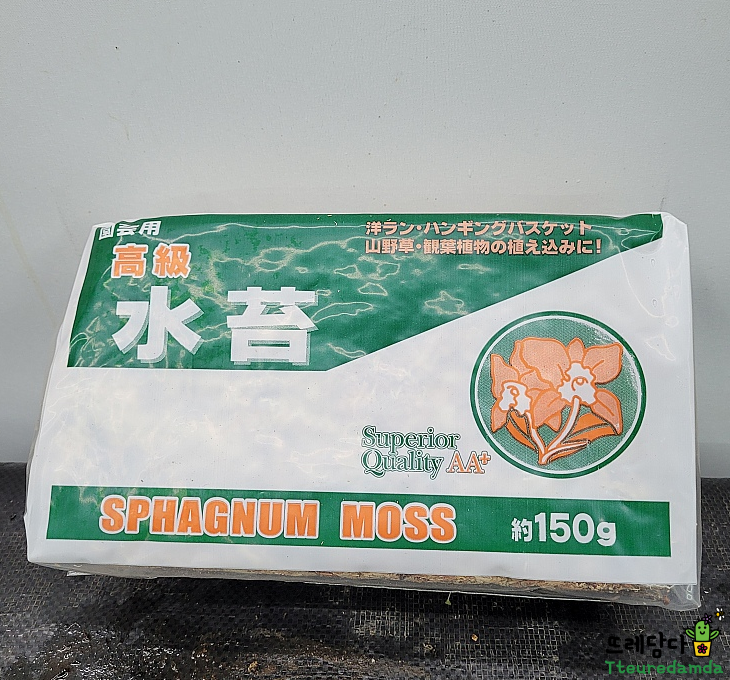 園芸用
高級
水苔
洋ラン・ハンギングバスケット
山野草・観葉植物の植え込みに!
Superior
Quality AA+
SPHAGNUM MOSS
約150g
뜨레담다
Tteuredamda